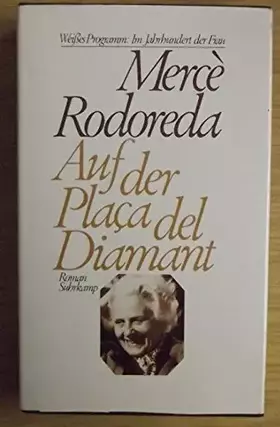 Weißes Programm: Im Jahrhundert der Frau
Mercè
Rodoreda
Auf der
Plaça del
Diamant
Roman
Suhrkamp